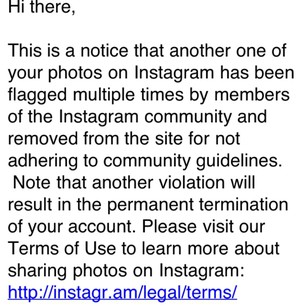 Hi there,
This is a notice that another one of
your photos on Instagram has been
flagged multiple times by members
of the Instagram community and
removed from the site for not
adhering to community guidelines.
Note that another violation will
result in the permanent termination
of your account. Please visit our
Terms of Use to learn more about
sharing photos on Instagram:
http://instagr.am/legal/terms/